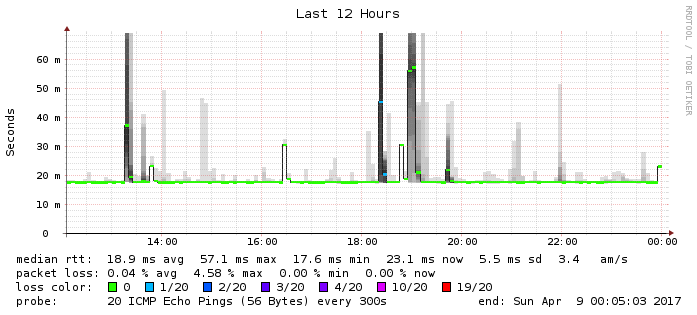 Last 12 Hours
RRDTOOL / TOBI OETIKER
Seconds
60 m
50 m
40 m
30 m
20 m
10 m
0
14:00 16:00 18:00 20:00 22:00 00:00
median rtt: 18.9 ms avg 57.1 ms max 17.6 ms min 23.1 ms now 5.5 ms sd 3.4 am/s
packet loss: 0.04 % avg 4.58 % max 0.00 % min 0.00 % now
loss color: 0 1/20 2/20 3/20 4/20 10/20 19/20
probe: 20 ICMP Echo Pings (56 Bytes) every 300s end: Sun Apr 9 00:05:03 2017